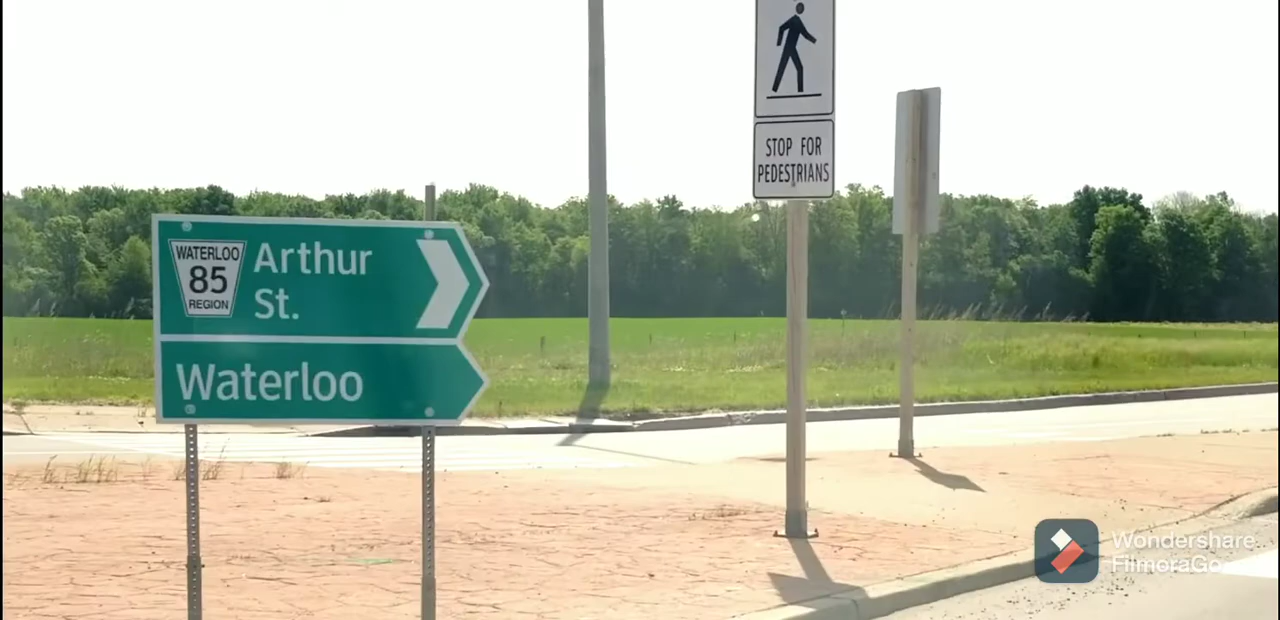 WATERLOO
85
REGION
Arthur
St.
Waterloo
STOP FOR
PEDESTRIANS
Wondershare
FilmoraGo